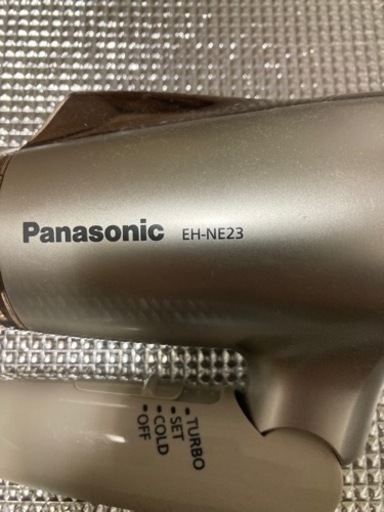 Panasonic EH-NE23
• TURBO
• SET
• COLD
• OFF